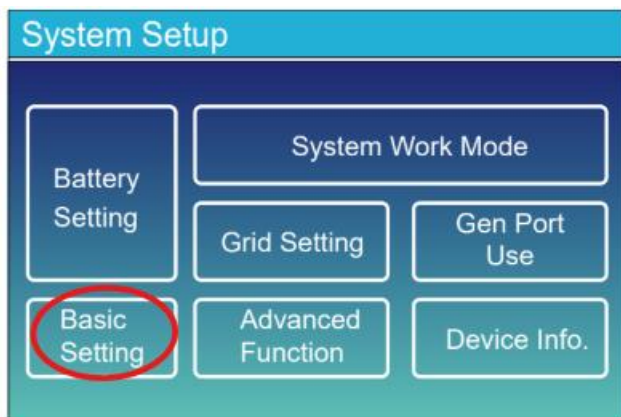 System Setup
Battery
Setting
System Work Mode
Grid Setting
Gen Port
Use
Basic
Setting
Advanced
Function
Device Info.